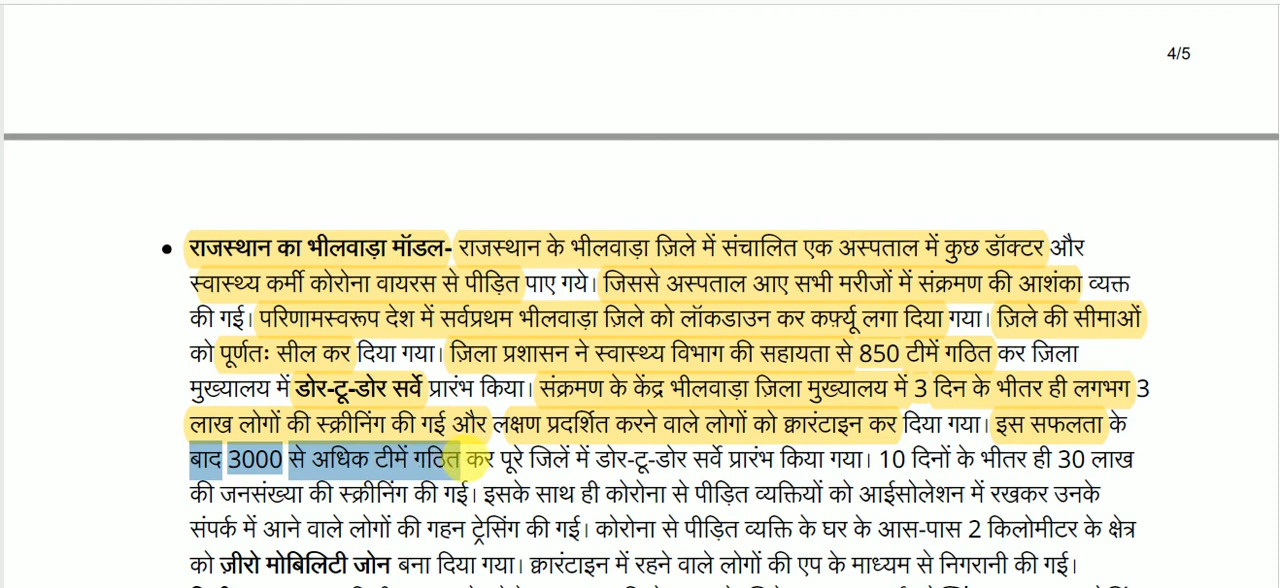 4/5
• राजस्थान का भीलवाड़ा मॉडल- राजस्थान के भीलवाड़ा ज़िले में संचालित एक अस्पताल में कुछ डॉक्टर और
स्वास्थ्य कर्मी कोरोना वायरस से पीड़ित पाए गये। जिससे अस्पताल आए सभी मरीजों में संक्रमण की आशंका व्यक्त
की गई। परिणामस्वरूप देश में सर्वप्रथम भीलवाड़ा ज़िले को लॉकडाउन कर कर्फ़्यू लगा दिया गया। ज़िले की सीमाओं
को पूर्णतः सील कर दिया गया। ज़िला प्रशासन ने स्वास्थ्य विभाग की सहायता से 850 टीमें गठित कर ज़िला
मुख्यालय में डोर-टू-डोर सर्वे प्रारंभ किया। संक्रमण के केंद्र भीलवाड़ा ज़िला मुख्यालय में 3 दिन के भीतर ही लगभग 3
लाख लोगों की स्क्रीनिंग की गई और लक्षण प्रदर्शित करने वाले लोगों को क़्वारंटाइन कर दिया गया। इस सफलता के
बाद 3000 से अधिक टीमें गठित कर पूरे जिलें में डोर-टू-डोर सर्वे प्रारंभ किया गया। 10 दिनों के भीतर ही 30 लाख
की जनसंख्या की स्क्रीनिंग की गई। इसके साथ ही कोरोना से पीड़ित व्यक्तियों को आईसोलेशन में रखकर उनके
संपर्क में आने वाले लोगों की गहन ट्रेसिंग की गई। कोरोना से पीड़ित व्यक्ति के घर के आस-पास 2 किलोमीटर के क्षेत्र
को ज़ीरो मोबिलिटी जोन बना दिया गया। क़्वारंटाइन में रहने वाले लोगों की एप के माध्यम से निगरानी की गई।